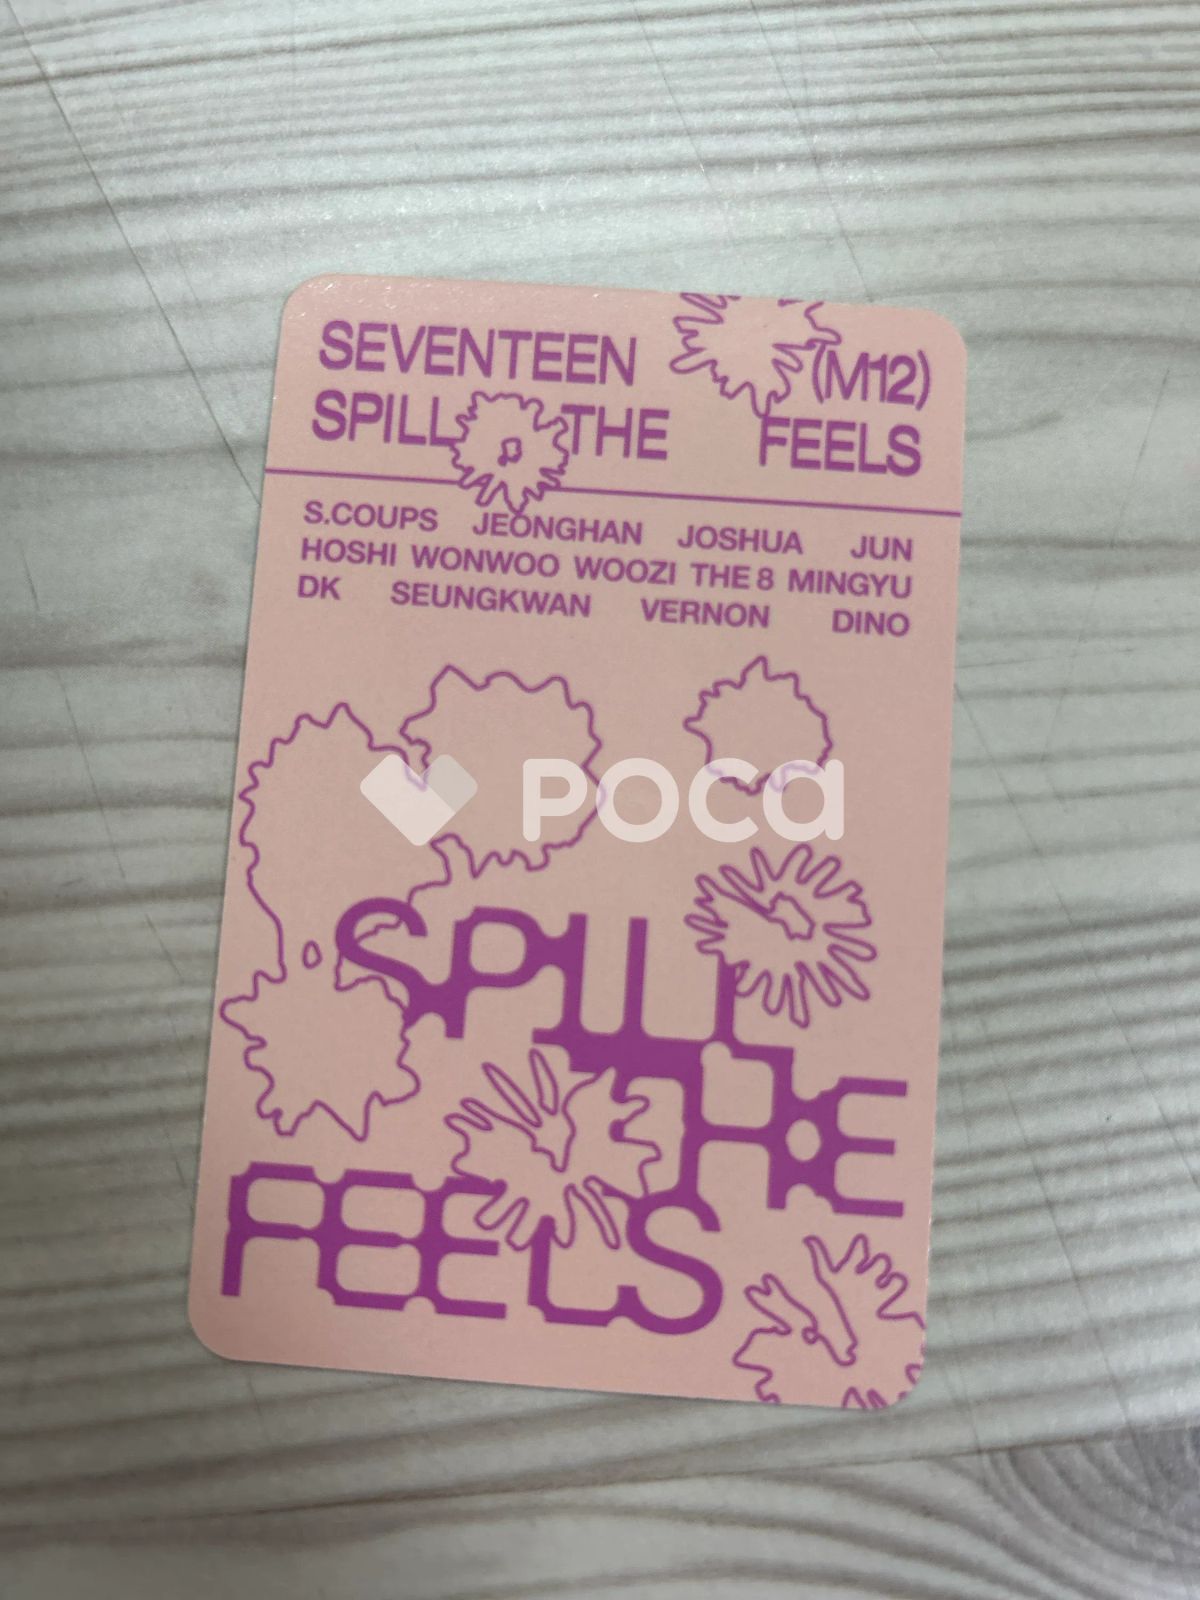 SEVENTEEN (M12)
SPILL THE FEELS
S.COUPS JEONGHAN JOSHUA JUN
HOSHI WONWOO WOOZI THE 8 MINGYU
DK SEUNGKWAN VERNON DINO
POCA
SPILL
THE
FEELS